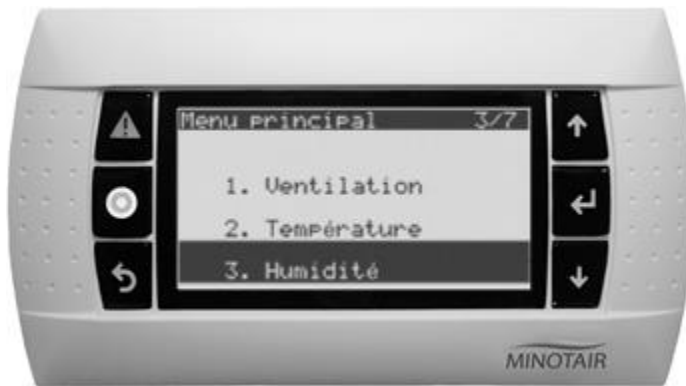 Menu principal 3/7
1. Ventilation
2. Température
3. Humidité
MINOTAIR